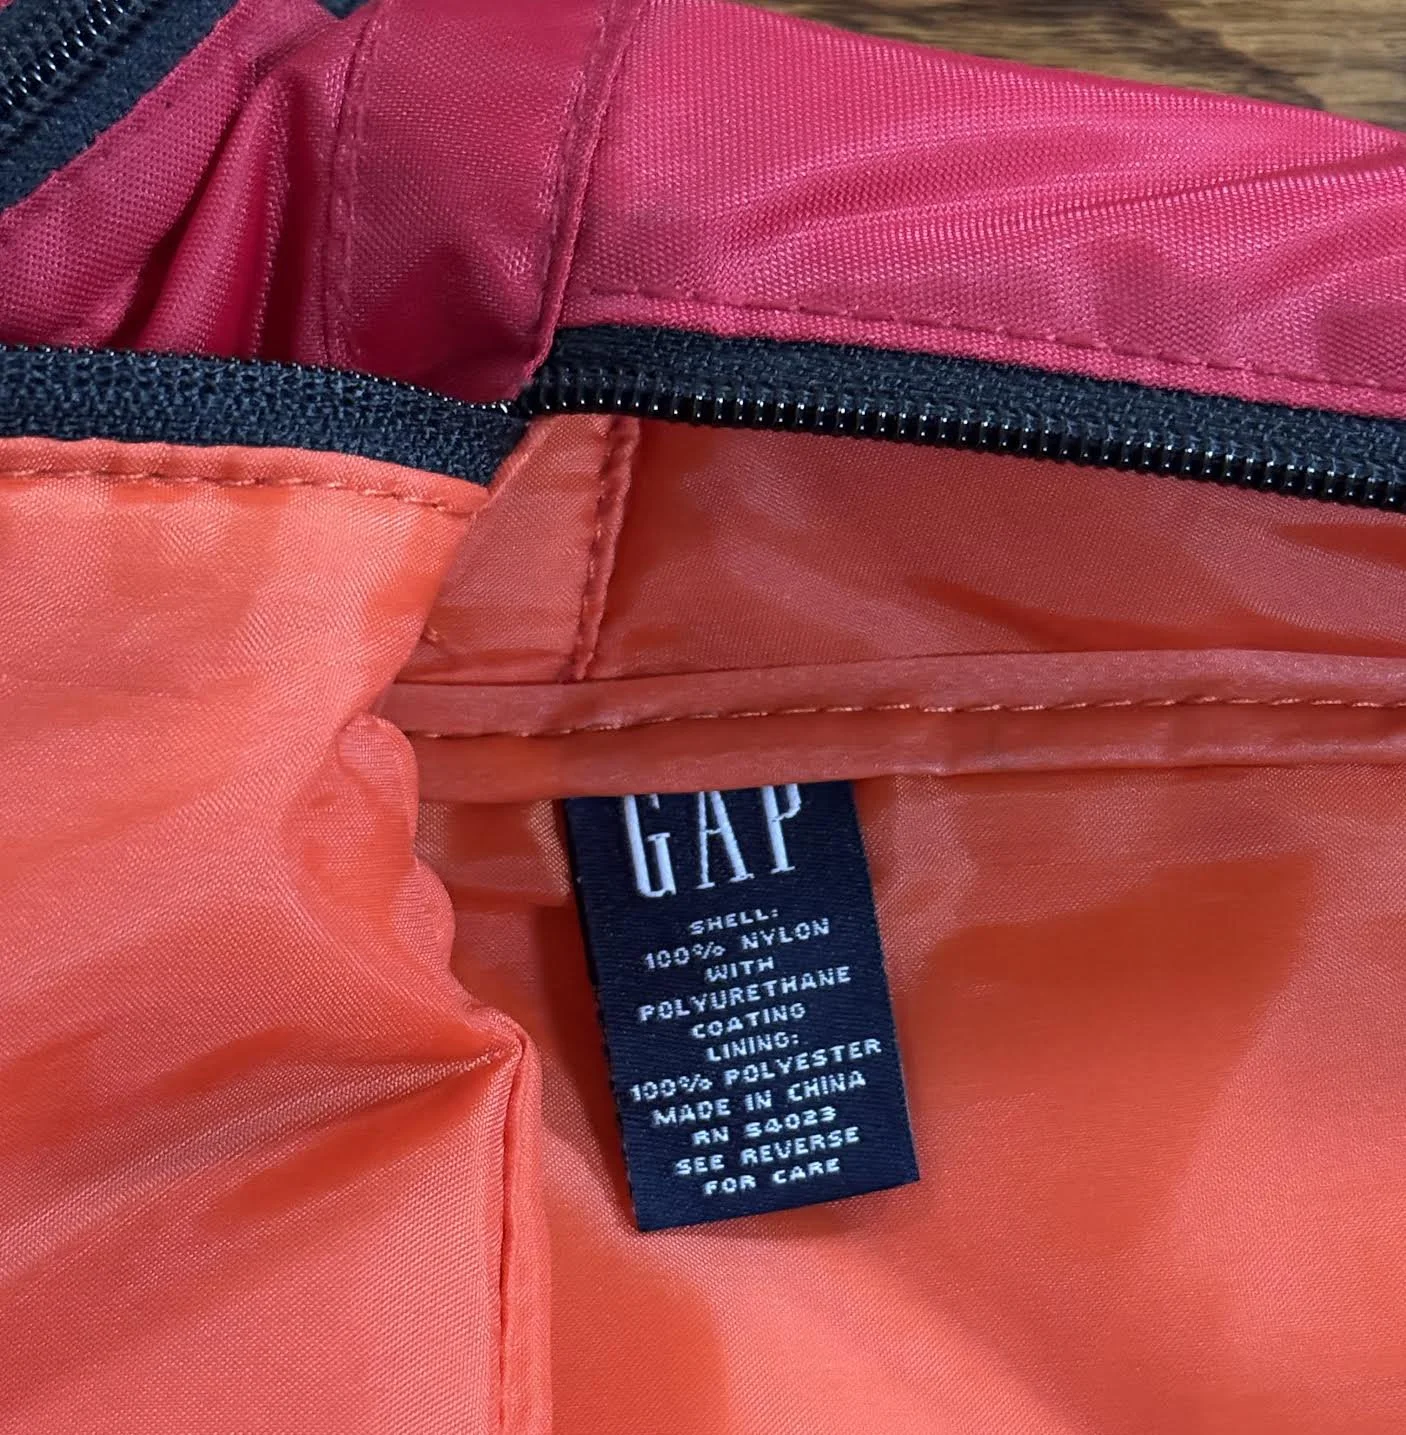 GAP
SHELL:
100% NYLON
WITH
POLYURETHANE
COATING
LINING:
100% POLYESTER
MADE IN CHINA
RN 54023
SEE REVERSE
FOR CARE